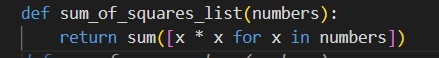 def sum_of_squares_list(numbers):
    return sum([x * x for x in numbers])